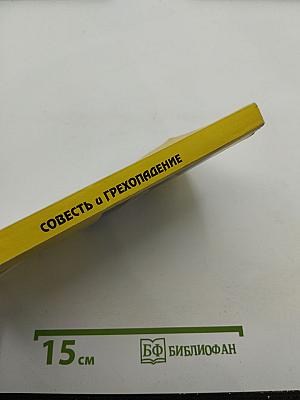 СОВЕСТЬ и ГРЕХОПАДЕНИЕ
15 см
БФ БИБЛИОФАН